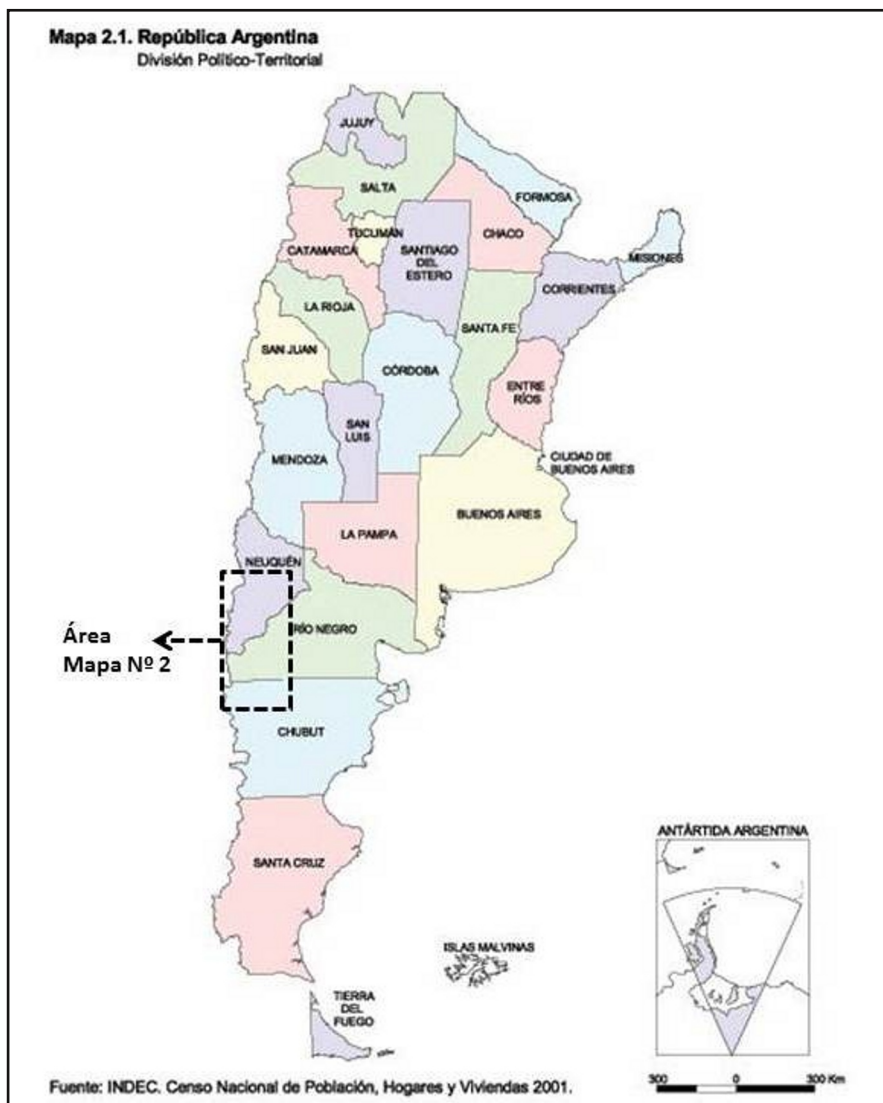 Mapa 2.1. República Argentina
División Político-Territorial
JUJUY
SALTA
FORMOSA
TUCUMÁN
CHACO
CATAMARCA
SANTIAGO
DEL
ESTERO
MISIONES
CORRIENTES
LA RIOJA
SANTA FE
SAN JUAN
CÓRDOBA
ENTRE
RÍOS
SAN
LUIS
MENDOZA
CIUDAD DE
BUENOS AIRES
BUENOS AIRES
LA PAMPA
NEUQUÉN
RÍO NEGRO
Área
Mapa Nº 2
CHUBUT
ANTÁRTIDA ARGENTINA
SANTA CRUZ
ISLAS MALVINAS
TIERRA
DEL
FUEGO
Fuente: INDEC. Censo Nacional de Población, Hogares y Viviendas 2001.
300 0 300 Km